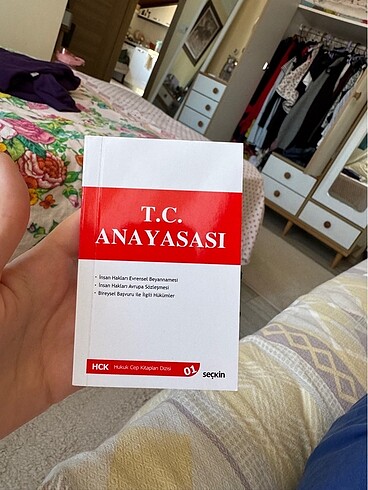 T.C.
ANAYASASI
• İnsan Hakları Evrensel Beyannamesi
• İnsan Hakları Avrupa Sözleşmesi
• Bireysel Başvuru ile İlgili Hükümler
HCK Hukuk Cep Kitapları Dizisi 01
seçkin